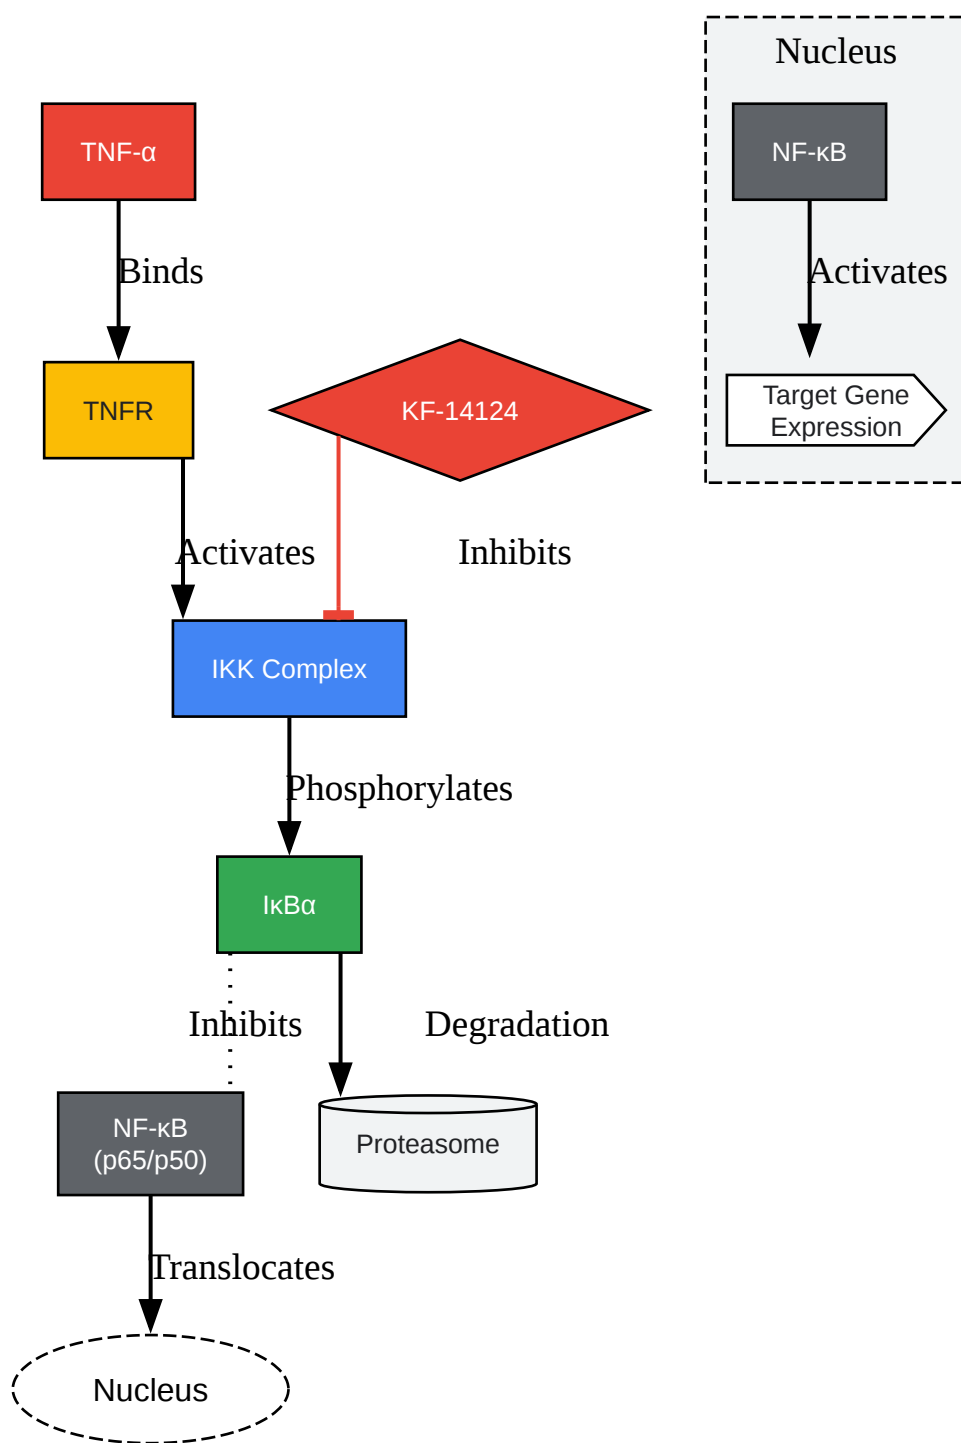 Nucleus
TNF-α
NF-κB
Binds
Activates
TNFR
KF-14124
Target Gene
Expression
Activates
Inhibits
IKK Complex
Phosphorylates
IκBα
Inhibits
Degradation
NF-κB
(p65/p50)
Proteasome
Translocates
Nucleus